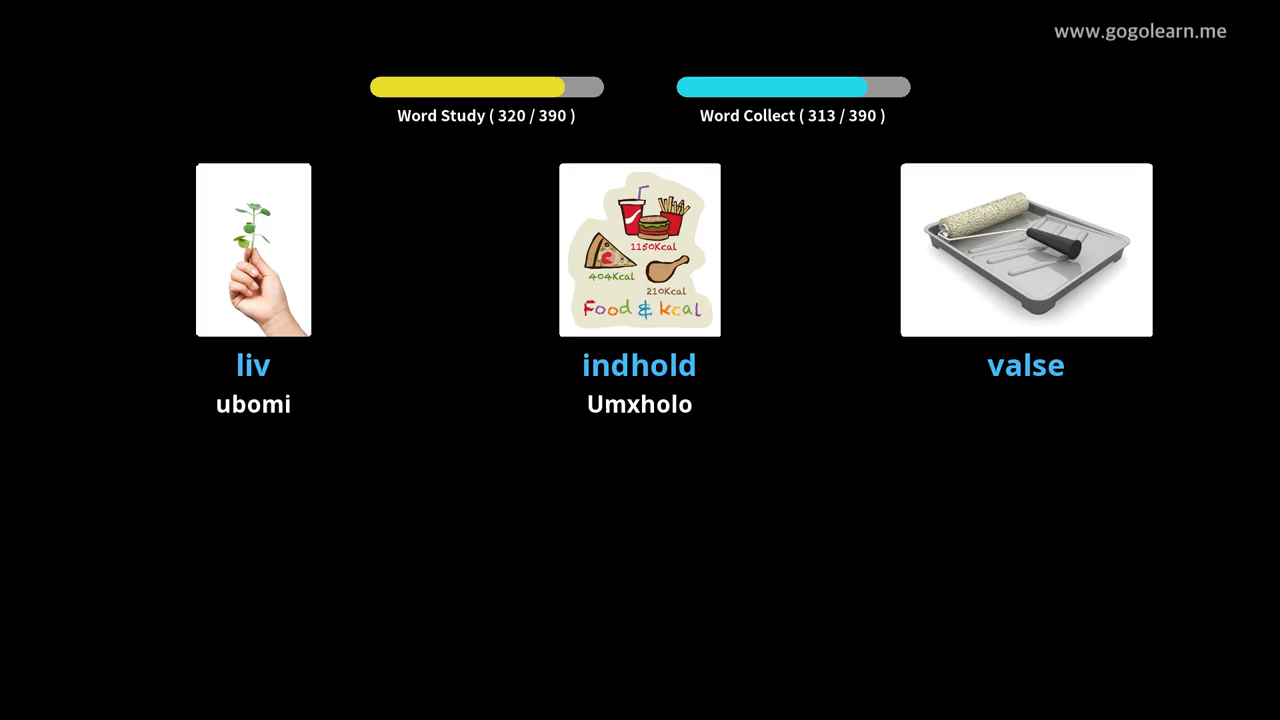 www.gogolearn.me
Word Study ( 320 / 390 )
Word Collect ( 313 / 390 )
1150Kcal
404Kcal
210Kcal
Food & kcal
liv
indhold
valse
ubomi
Umxholo